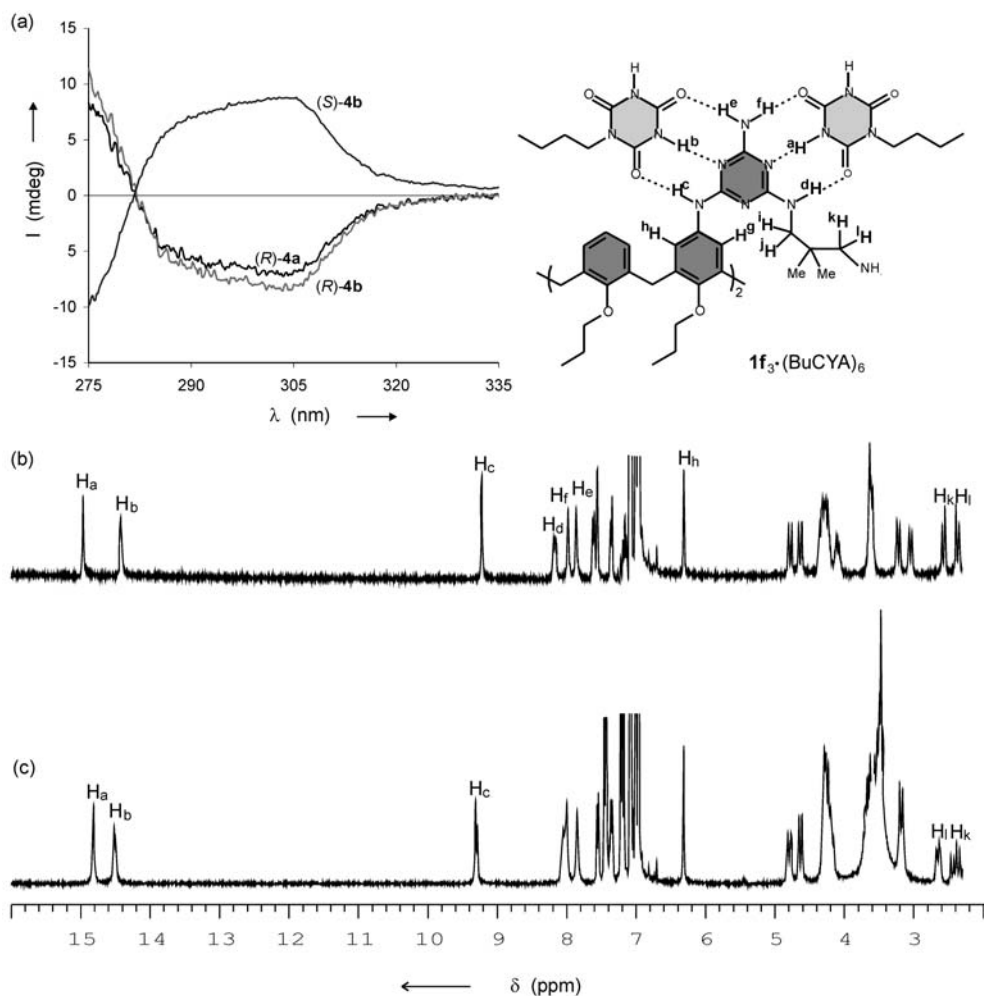 (a)
15
10
5
0
-5
-10
-15
I (mdeg)
(S)-4b
(R)-4a
(R)-4b
275
290
305
320
335
λ (nm)
H
H
O
N
O
e
f
O
N
O
H
H
N
N
N
H
b
N
a
H
N
N
O
N
N
O
c
H
N
d
N
N
H
h
H
g
H
i
H
k
H
j
H
l
H
Me
Me
NH
2
O
O
1f3·(BuCYA)6
(b)
Ha
Hb
Hc
Hd
Hf
He
Hh
Hk
Hl
(c)
Ha
Hb
Hc
Hl
Hk
15
14
13
12
11
10
9
8
7
6
5
4
3
δ (ppm)